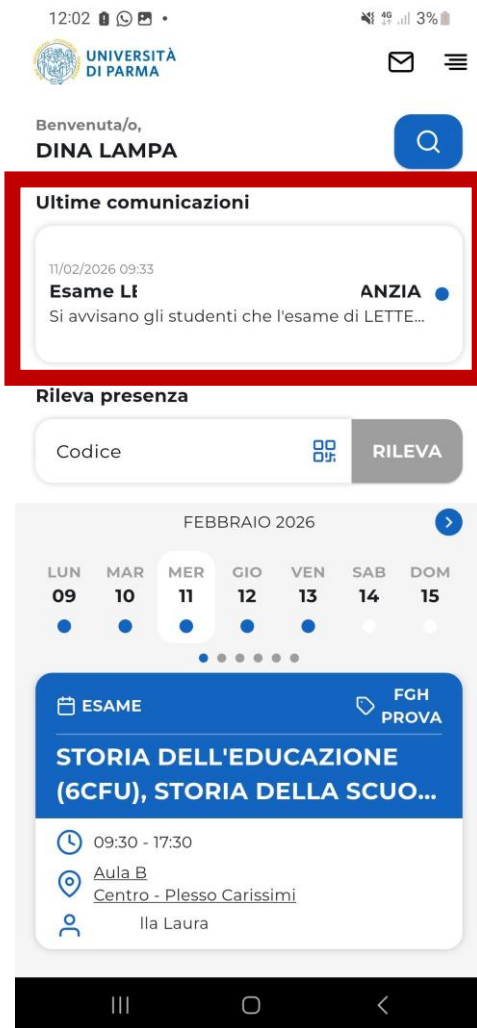 12:02
4G 3%
UNIVERSITÀ
DI PARMA
Benvenuta/o,
DINA LAMPA
Ultime comunicazioni
11/02/2026 09:33
Esame ANZIA
Si avvisano gli studenti che l'esame di LETTE...
Rileva presenza
Codice RILEVA
FEBBRAIO 2026
LUN MAR MER GIO VEN SAB DOM
09 10 11 12 13 14 15
ESAME FGH
PROVA
STORIA DELL'EDUCAZIONE
(6CFU), STORIA DELLA SCUO...
09:30 - 17:30
Aula B
Centro - Plesso Carissimi
lla Laura